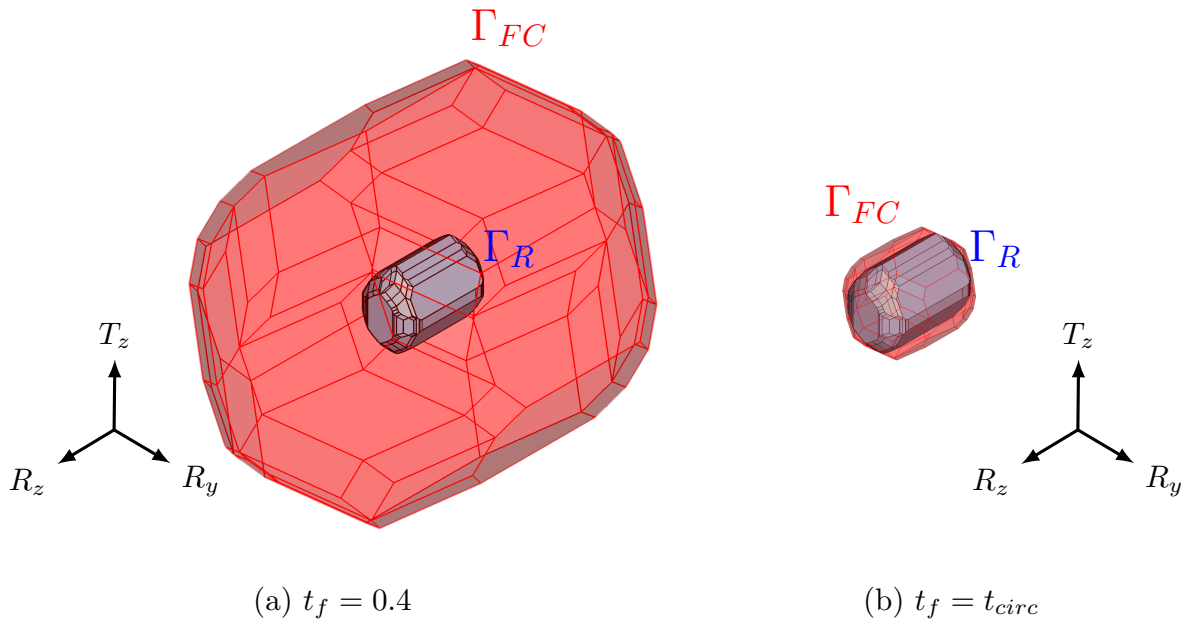 Γ_{FC}
Γ_R
T_z
R_z
R_y
(a) t_f = 0.4
Γ_{FC}
Γ_R
T_z
R_z
R_y
(b) t_f = t_{circ}